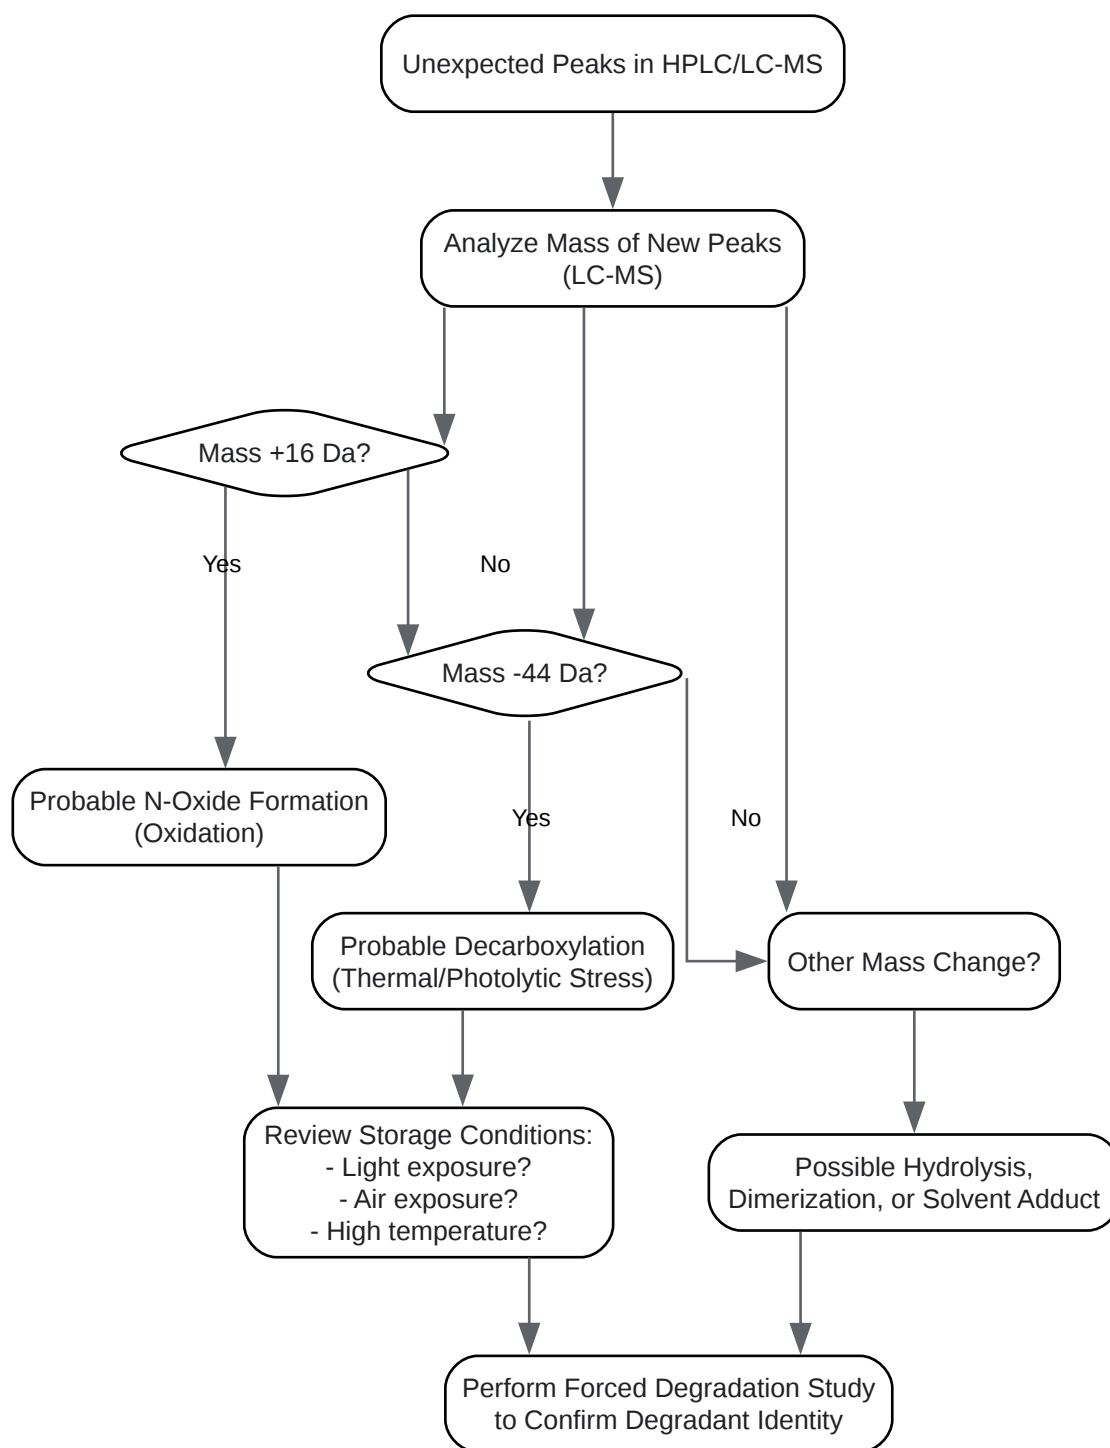 Unexpected Peaks in HPLC/LC-MS
Analyze Mass of New Peaks
(LC-MS)
Mass +16 Da?
Yes
No
Mass -44 Da?
Probable N-Oxide Formation
(Oxidation)
Yes
No
Probable Decarboxylation
(Thermal/Photolytic Stress)
Other Mass Change?
Review Storage Conditions:
- Light exposure?
- Air exposure?
- High temperature?
Possible Hydrolysis,
Dimerization, or Solvent Adduct
Perform Forced Degradation Study
to Confirm Degradant Identity